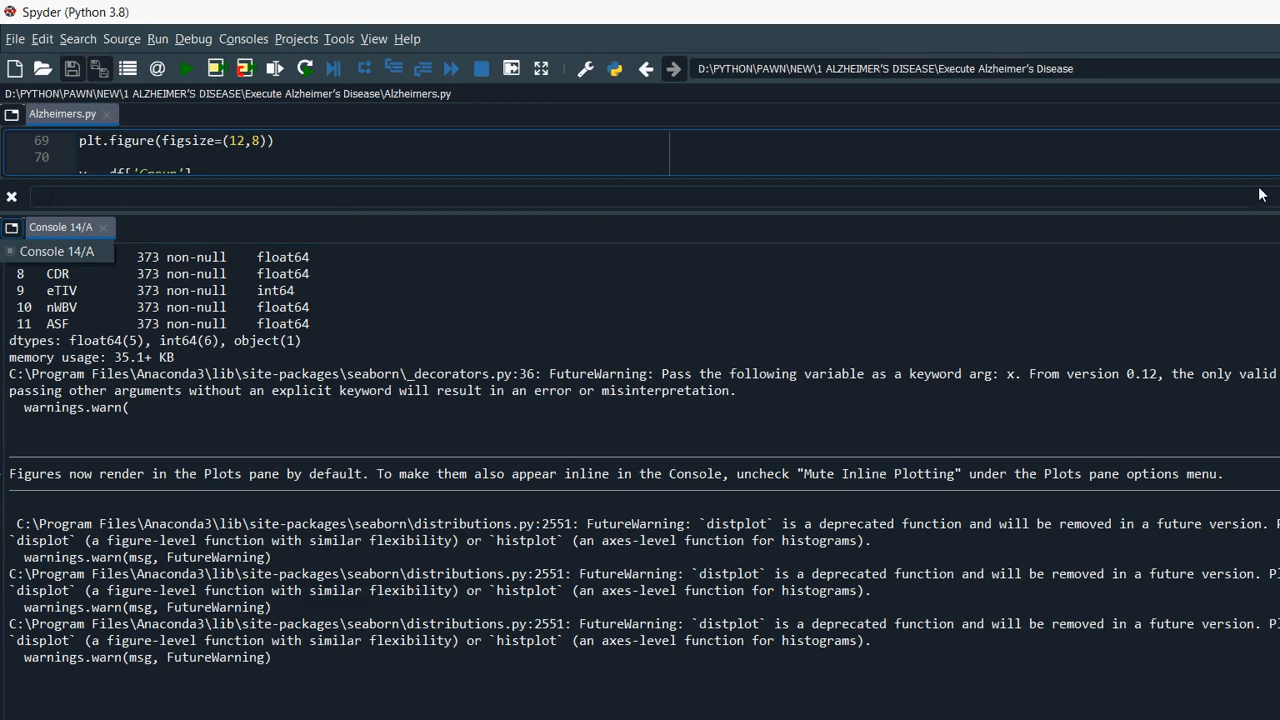 Spyder (Python 3.8)
File Edit Search Source Run Debug Consoles Projects Tools View Help
D:\PYTHON\PAWN\NEW\1 ALZHEIMER'S DISEASE\Execute Alzheimer's Disease
D:\PYTHON\PAWN\NEW\1 ALZHEIMER'S DISEASE\Execute Alzheimer's Disease\Alzheimers.py
Alzheimers.py
69 plt.figure(figsize=(12,8))
70
Console 14/A
Console 14/A
373 non-null float64
8 CDR 373 non-null float64
9 eTIV 373 non-null int64
10 nWBV 373 non-null float64
11 ASF 373 non-null float64
dtypes: float64(5), int64(6), object(1)
memory usage: 35.1+ KB
C:\Program Files\Anaconda3\lib\site-packages\seaborn\_decorators.py:36: FutureWarning: Pass the following variable as a keyword arg: x. From version 0.12, the only valid
passing other arguments without an explicit keyword will result in an error or misinterpretation.
warnings.warn(
Figures now render in the Plots pane by default. To make them also appear inline in the Console, uncheck "Mute Inline Plotting" under the Plots pane options menu.
C:\Program Files\Anaconda3\lib\site-packages\seaborn\distributions.py:2551: FutureWarning: `distplot` is a deprecated function and will be removed in a future version.
`displot` (a figure-level function with similar flexibility) or `histplot` (an axes-level function for histograms).
warnings.warn(msg, FutureWarning)
C:\Program Files\Anaconda3\lib\site-packages\seaborn\distributions.py:2551: FutureWarning: `distplot` is a deprecated function and will be removed in a future version.
`displot` (a figure-level function with similar flexibility) or `histplot` (an axes-level function for histograms).
warnings.warn(msg, FutureWarning)
C:\Program Files\Anaconda3\lib\site-packages\seaborn\distributions.py:2551: FutureWarning: `distplot` is a deprecated function and will be removed in a future version.
`displot` (a figure-level function with similar flexibility) or `histplot` (an axes-level function for histograms).
warnings.warn(msg, FutureWarning)